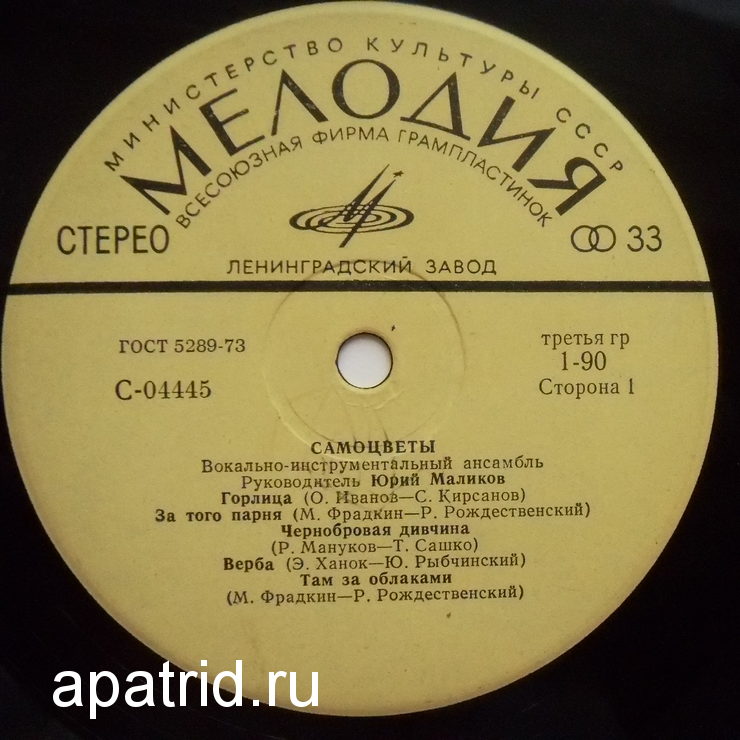 МИНИСТЕРСТВО КУЛЬТУРЫ СССР
МЕЛОДИЯ
ВСЕСОЮЗНАЯ ФИРМА ГРАМПЛАСТИНОК
СТЕРЕО
33
ЛЕНИНГРАДСКИЙ ЗАВОД
ГОСТ 5289-73
третья гр
С-04445
1-90
Сторона 1
САМОЦВЕТЫ
Вокально-инструментальный ансамбль
Руководитель Юрий Маликов
Горлица (О. Иванов—С. Кирсанов)
За того парня (М. Фрадкин—Р. Рождественский)
Чернобровая дивчина
(Р. Мануков—Т. Сашко)
Верба (Э. Ханок—Ю. Рыбчинский)
Там за облаками
(М. Фрадкин—Р. Рождественский)
apatrid.ru